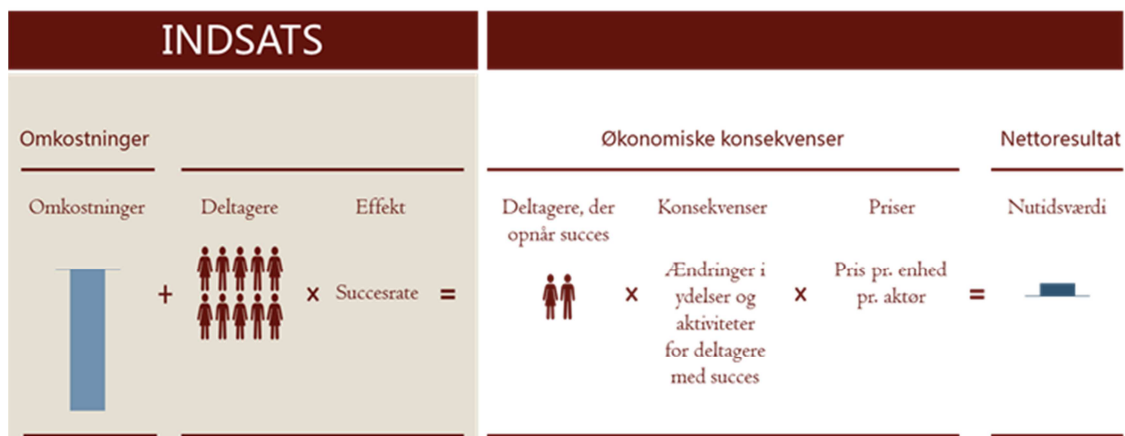 INDSATS
Omkostninger
Økonomiske konsekvenser
Nettoresultat
Omkostninger
Deltagere
Effekt
Deltagere, der
opnår succes
Konsekvenser
Priser
Nutidsværdi
+
x
Succesrate
=
x
Ændringer i
ydelser og
aktiviteter
for deltagere
med succes
x
Pris pr. enhed
pr. aktør
=